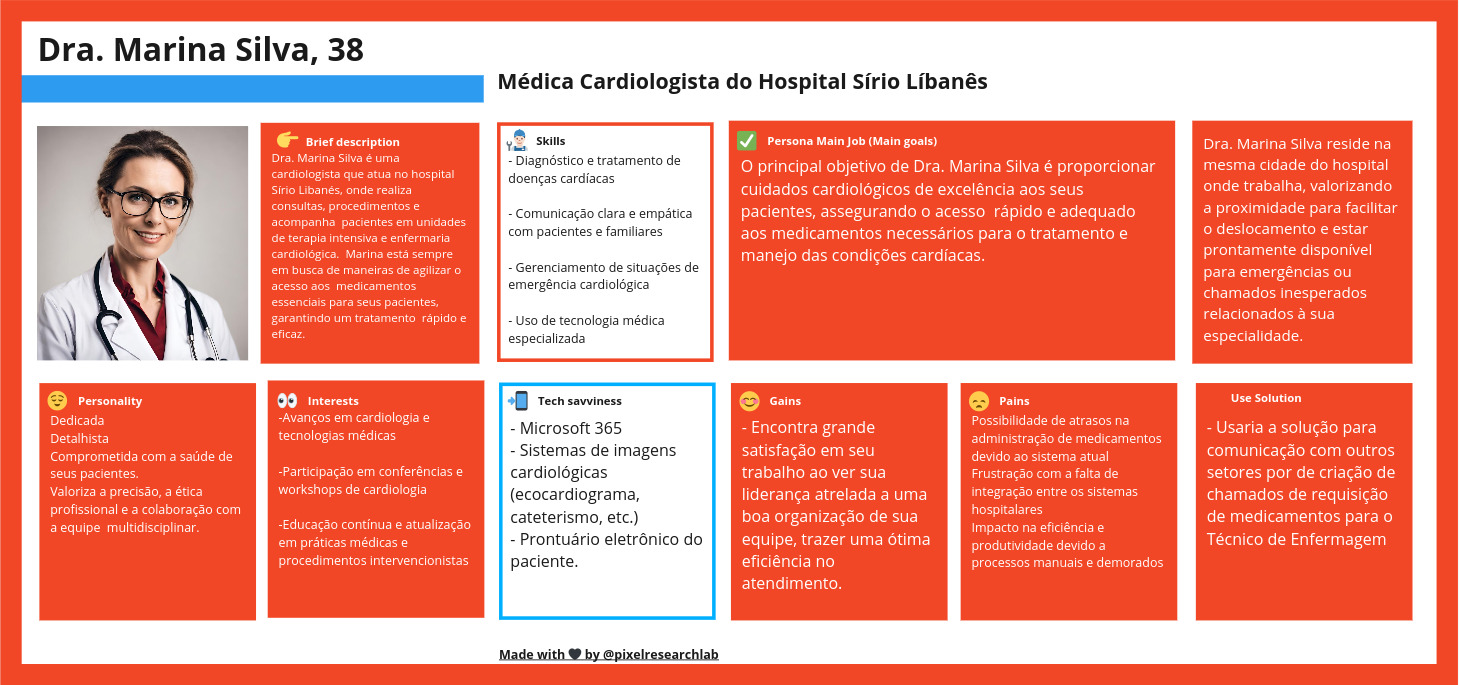 Dra. Marina Silva, 38
Médica Cardiologista do Hospital Sírio Líbanês
Brief description
Dra. Marina Silva é uma
cardiologista que atua no hospital
Sírio Libanés, onde realiza
consultas, procedimentos e
acompanha pacientes em unidades
de terapia intensiva e enfermaria
cardiológica. Marina está sempre
em busca de maneiras de agilizar o
acesso aos medicamentos
essenciais para seus pacientes,
garantindo um tratamento rápido e
eficaz.
Skills
- Diagnóstico e tratamento de
doenças cardíacas
- Comunicação clara e empática
com pacientes e familiares
- Gerenciamento de situações de
emergência cardiológica
- Uso de tecnologia médica
especializada
Persona Main Job (Main goals)
O principal objetivo de Dra. Marina Silva é proporcionar
cuidados cardiológicos de excelência aos seus
pacientes, assegurando o acesso rápido e adequado
aos medicamentos necessários para o tratamento e
manejo das condições cardíacas.
Dra. Marina Silva reside na
mesma cidade do hospital
onde trabalha, valorizando
a proximidade para facilitar
o deslocamento e estar
prontamente disponível
para emergências ou
chamados inesperados
relacionados à sua
especialidade.
Personality
Dedicada
Detalhista
Comprometida com a saúde de
seus pacientes.
Valoriza a precisão, a ética
profissional e a colaboração com
a equipe multidisciplinar.
Interests
-Avanços em cardiologia e
tecnologias médicas
-Participação em conferências e
workshops de cardiologia
-Educação contínua e atualização
em práticas médicas e
procedimentos intervencionistas
Tech savviness
- Microsoft 365
- Sistemas de imagens
cardiológicas
(ecocardiograma,
cateterismo, etc.)
- Prontuário eletrônico do
paciente.
Gains
- Encontra grande
satisfação em seu
trabalho ao ver sua
liderança atrelada a uma
boa organização de sua
equipe, trazer uma ótima
eficiência no
atendimento.
Pains
Possibilidade de atrasos na
administração de medicamentos
devido ao sistema atual
Frustração com a falta de
integração entre os sistemas
hospitalares
Impacto na eficiência e
produtividade devido a
processos manuais e demorados
Use Solution
- Usaria a solução para
comunicação com outros
setores por de criação de
chamados de requisição
de medicamentos para o
Técnico de Enfermagem
Made with 🖤 by @pixelresearchlab